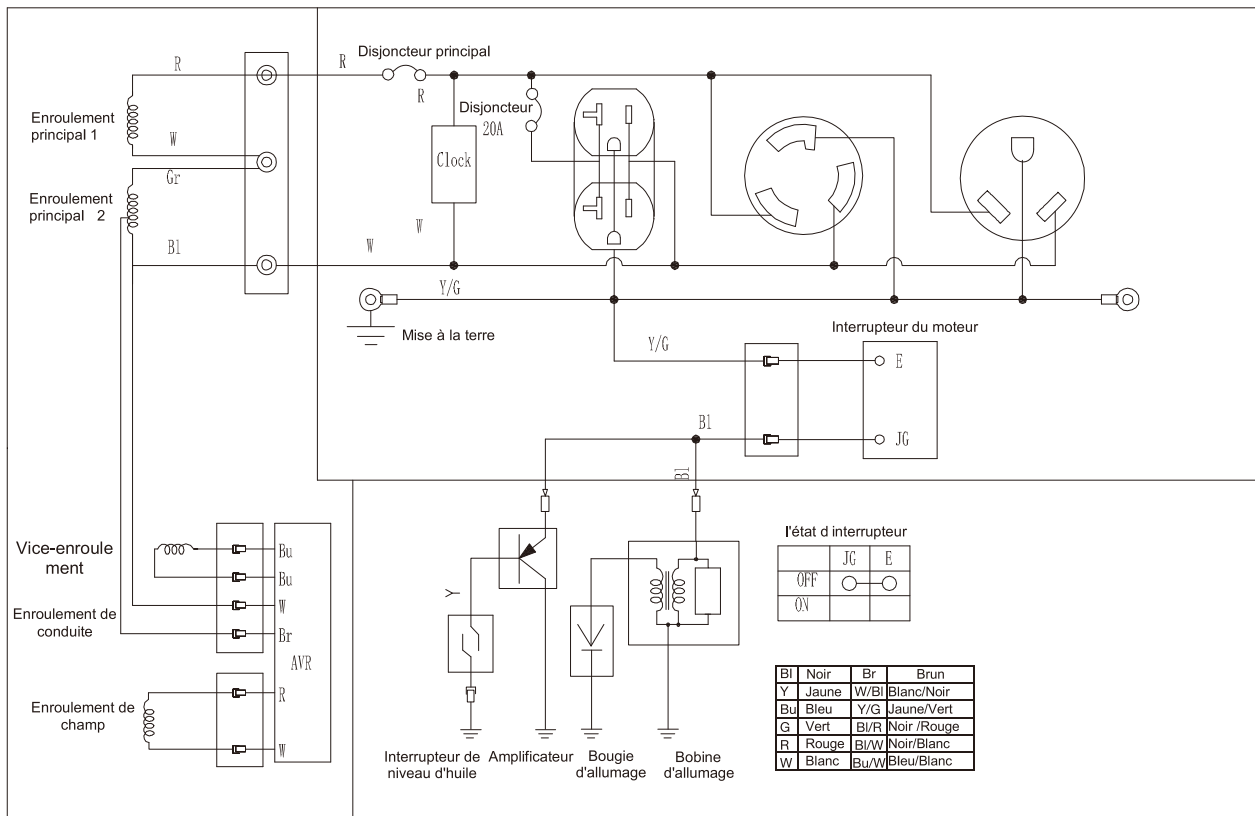 R
R
Disjoncteur principal
R
Disjoncteur
20A
Enroulement
principal 1
W
Clock
Gr
Enroulement
principal 2
W
Bl
W
Y/G
Mise à la terre
Interrupteur du moteur
Y/G
E
Bl
JG
Bl
Vice-enroule
ment
Bu
Bu
Enroulement de
conduite
W
Br
AVR
Enroulement de
champ
R
W
Y
Interrupteur de
niveau d'huile
Amplificateur
Bougie
d'allumage
Bobine
d'allumage
l'état d interrupteur
JG E
OFF
ON
Bl Noir Br Brun
Y Jaune W/Bl Blanc/Noir
Bu Bleu Y/G Jaune/Vert
G Vert Bl/R Noir /Rouge
R Rouge Bl/W Noir/Blanc
W Blanc Bu/W Bleu/Blanc